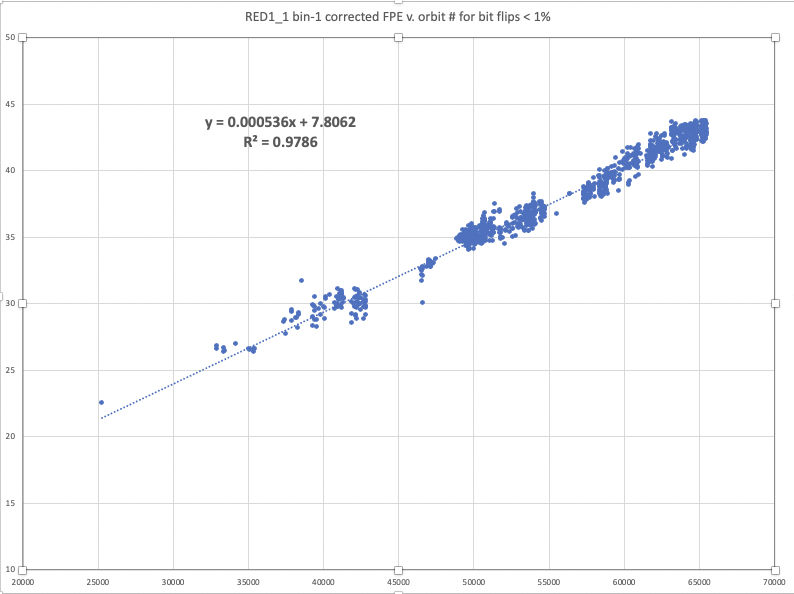 RED1_1 bin-1 corrected FPE v. orbit # for bit flips < 1%
50
45
y = 0.000536x + 7.8062
R² = 0.9786
40
35
30
25
20
15
10
20000 25000 30000 35000 40000 45000 50000 55000 60000 65000 70000